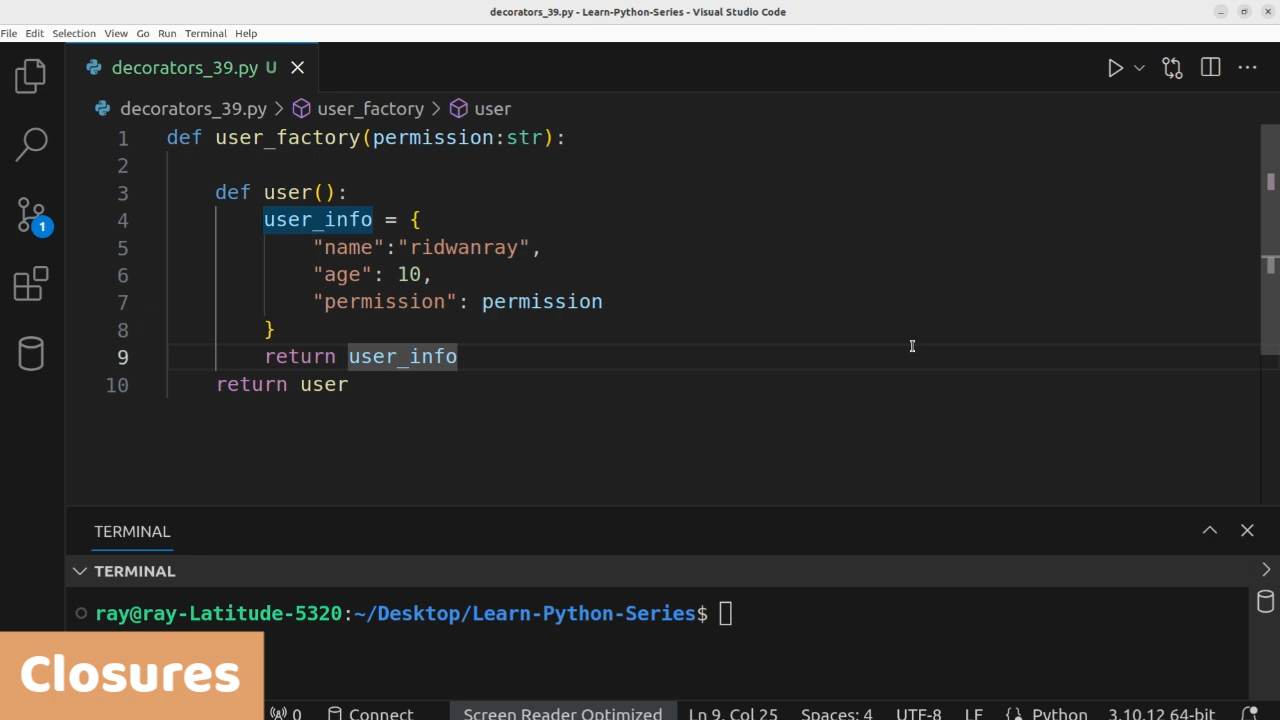 decorators_39.py - Learn-Python-Series - Visual Studio Code
File Edit Selection View Go Run Terminal Help
decorators_39.py U
decorators_39.py > user_factory > user
1 def user_factory(permission:str):
2
3 def user():
4 user_info = {
5 "name":"ridwanray",
6 "age": 10,
7 "permission": permission
8 }
9 return user_info
10 return user
1
TERMINAL
TERMINAL
ray@ray-Latitude-5320:~/Desktop/Learn-Python-Series$
Closures
0 Connect Screen Reader Optimized Ln 9, Col 25 Spaces: 4 UTF-8 LF Python 3.10.12 64-bit